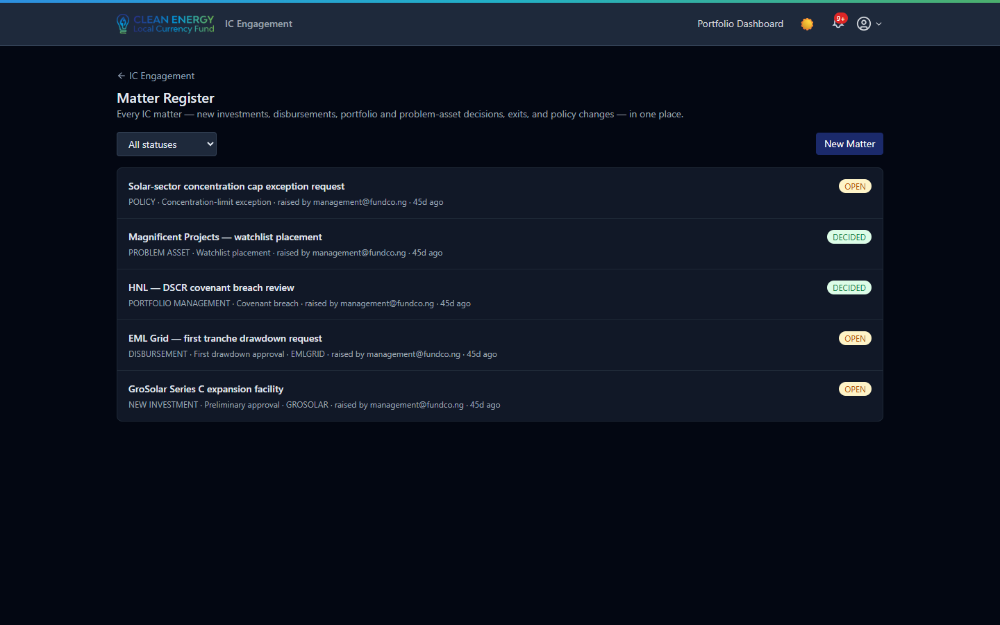 CLEAN ENERGY
Local Currency Fund
IC Engagement
Portfolio Dashboard
9+
← IC Engagement
Matter Register
Every IC matter — new investments, disbursements, portfolio and problem-asset decisions, exits, and policy changes — in one place.
All statuses
New Matter
Solar-sector concentration cap exception request
OPEN
POLICY · Concentration-limit exception · raised by management@fundco.ng · 45d ago
Magnificent Projects — watchlist placement
DECIDED
PROBLEM ASSET · Watchlist placement · raised by management@fundco.ng · 45d ago
HNL — DSCR covenant breach review
DECIDED
PORTFOLIO MANAGEMENT · Covenant breach · raised by management@fundco.ng · 45d ago
EML Grid — first tranche drawdown request
OPEN
DISBURSEMENT · First drawdown approval · EMLGRID · raised by management@fundco.ng · 45d ago
GroSolar Series C expansion facility
OPEN
NEW INVESTMENT · Preliminary approval · GROSOLAR · raised by management@fundco.ng · 45d ago